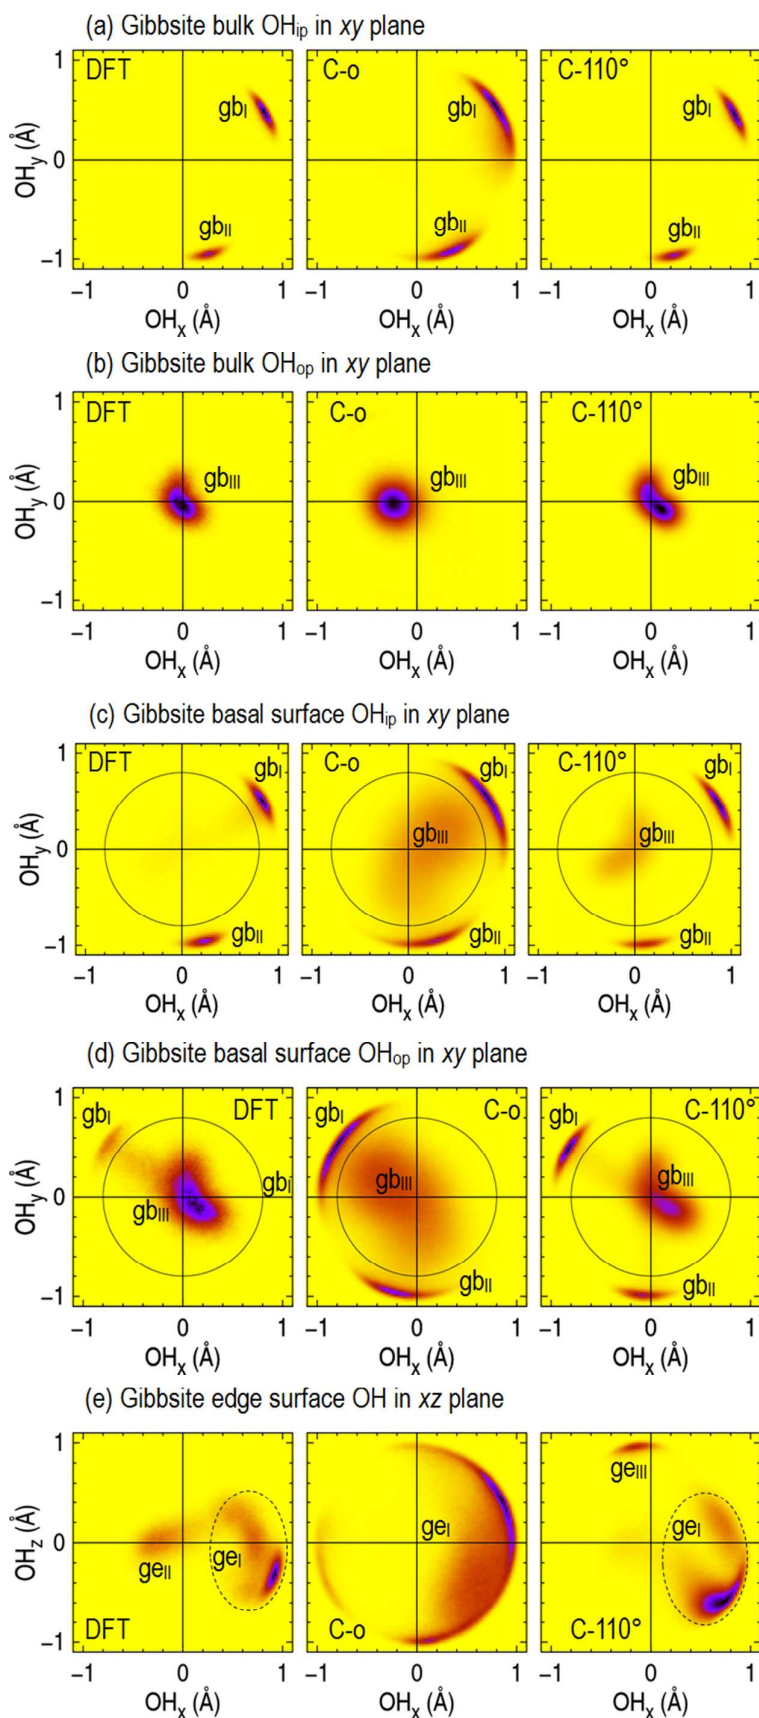 (a) Gibbsite bulk OHip in xy plane
DFT C-o C-110°
1 gbI gbI gbI
OHy (Å) 0
gbII gbII gbII
−1
−1 0 1 −1 0 1 −1 0 1
OHx (Å) OHx (Å) OHx (Å)
(b) Gibbsite bulk OHop in xy plane
DFT C-o C-110°
1
gbIII gbIII gbIII
OHy (Å) 0
−1
−1 0 1 −1 0 1 −1 0 1
OHx (Å) OHx (Å) OHx (Å)
(c) Gibbsite basal surface OHip in xy plane
DFT C-o C-110°
1 gbI gbI gbI
gbIII gbIII
OHy (Å) 0
gbII gbII gbII
−1
−1 0 1 −1 0 1 −1 0 1
OHx (Å) OHx (Å) OHx (Å)
(d) Gibbsite basal surface OHop in xy plane
1 gbI DFT gbI C-o gbI C-110°
gbi gbIII gbIII
OHy (Å) 0 gbIII
gbII gbII
−1
−1 0 1 −1 0 1 −1 0 1
OHx (Å) OHx (Å) OHx (Å)
(e) Gibbsite edge surface OH in xz plane
1 geIII
geI geI
OHz (Å) 0 geII geI
DFT C-o C-110°
−1
−1 0 1 −1 0 1 −1 0 1
OHx (Å) OHx (Å) OHx (Å)